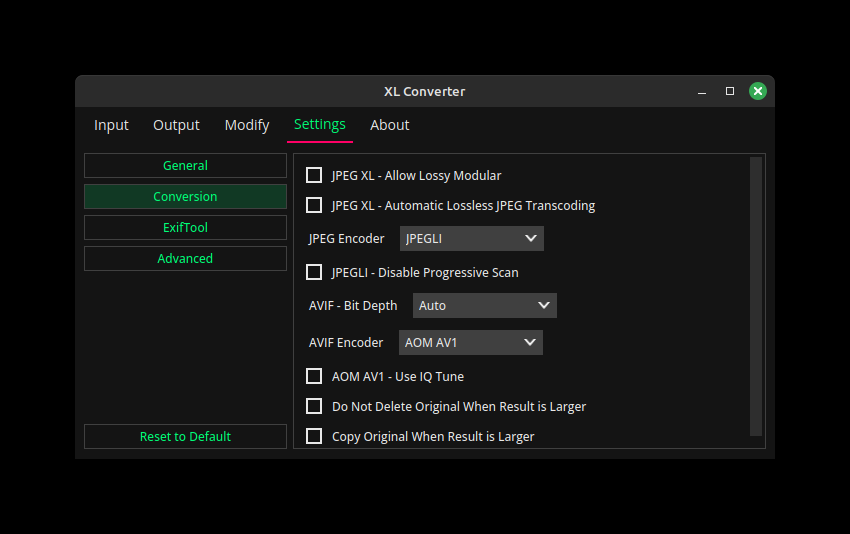 XL Converter
Input Output Modify Settings About
General
Conversion
ExifTool
Advanced
Reset to Default
JPEG XL - Allow Lossy Modular
JPEG XL - Automatic Lossless JPEG Transcoding
JPEG Encoder JPEGLI
JPEGLI - Disable Progressive Scan
AVIF - Bit Depth Auto
AVIF Encoder AOM AV1
AOM AV1 - Use IQ Tune
Do Not Delete Original When Result is Larger
Copy Original When Result is Larger